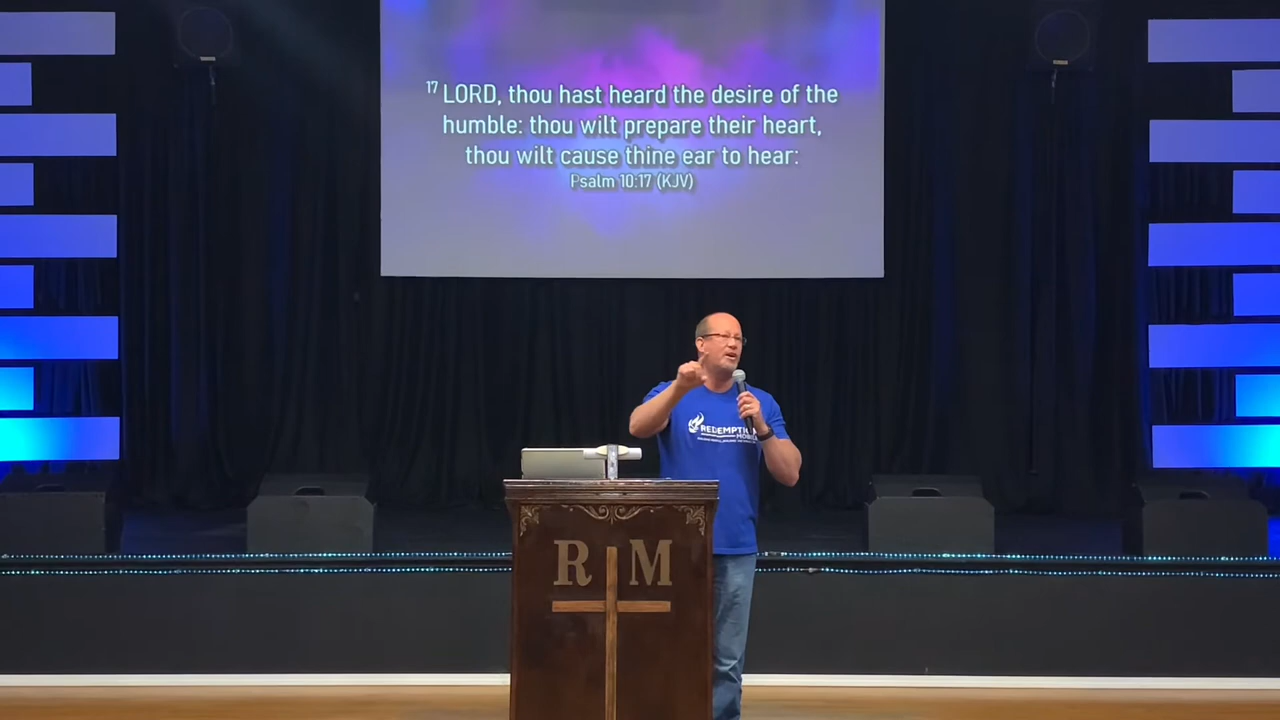 17 LORD, thou hast heard the desire of the
humble: thou wilt prepare their heart,
thou wilt cause thine ear to hear:
Psalm 10:17 (KJV)
REDEMPTION
R M